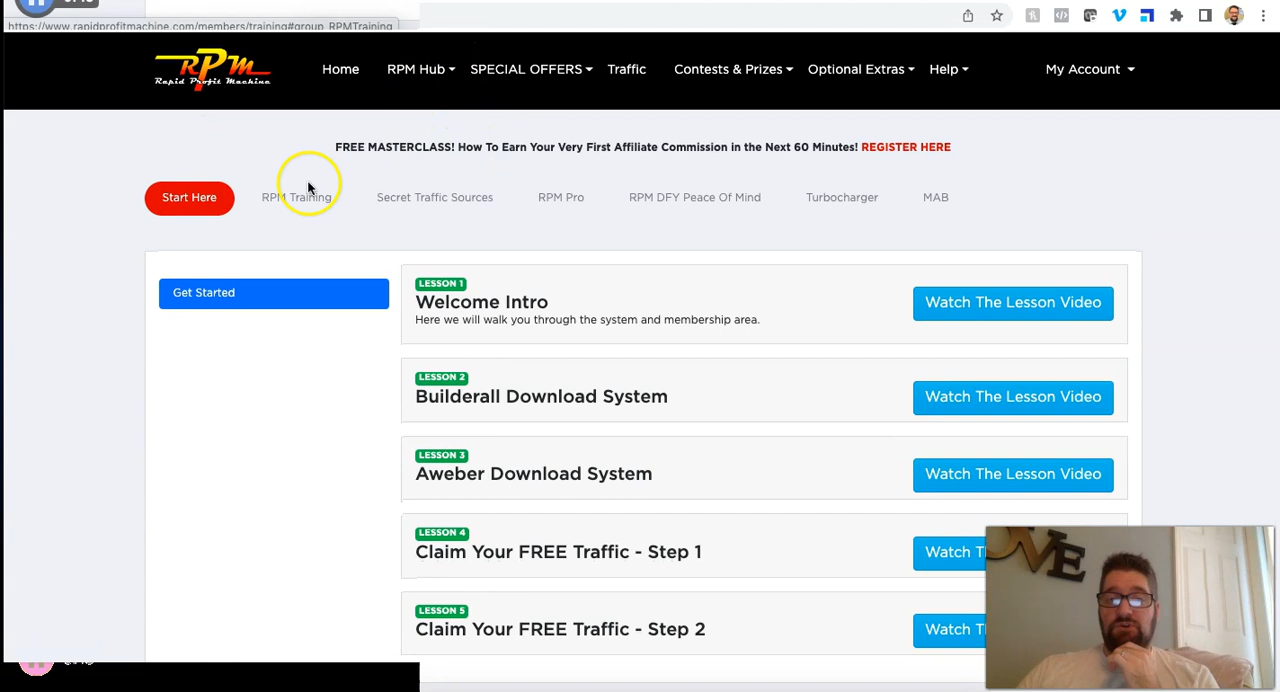 https://www.rapidprofitmachine.com/members/training#group_RPMTraining
RPM
Rapid Profit Machine
Home
RPM Hub
SPECIAL OFFERS
Traffic
Contests & Prizes
Optional Extras
Help
My Account
FREE MASTERCLASS! How To Earn Your Very First Affiliate Commission in the Next 60 Minutes! REGISTER HERE
Start Here
RPM Training
Secret Traffic Sources
RPM Pro
RPM DFY Peace Of Mind
Turbocharger
MAB
Get Started
LESSON 1
Welcome Intro
Here we will walk you through the system and membership area.
Watch The Lesson Video
LESSON 2
Builderall Download System
Watch The Lesson Video
LESSON 3
Aweber Download System
Watch The Lesson Video
LESSON 4
Claim Your FREE Traffic - Step 1
Watch T
LESSON 5
Claim Your FREE Traffic - Step 2
Watch T